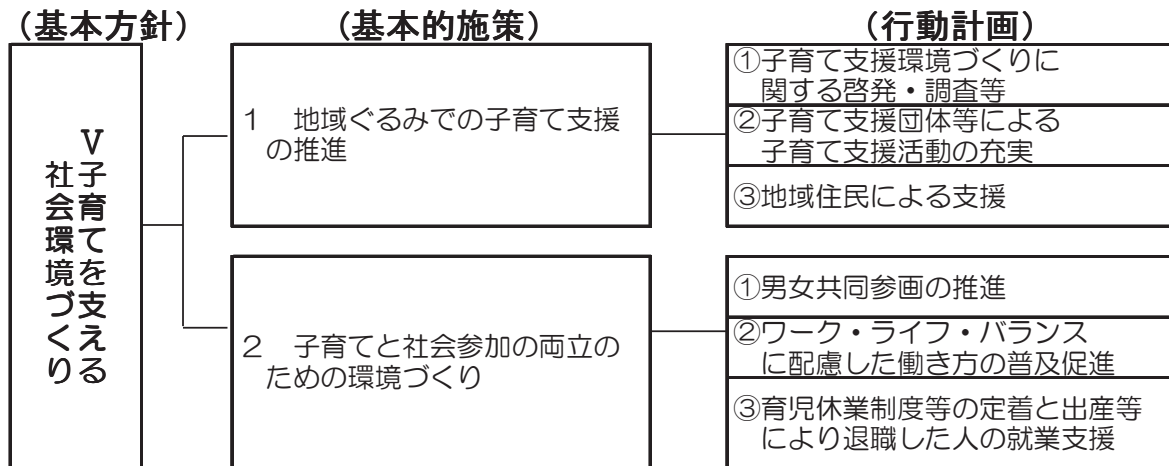 (基本方針)
(基本的施策)
(行動計画)
Ⅴ子育てを支える
社会環境づくり
1 地域ぐるみでの子育て支援
の推進
①子育て支援環境づくりに
関する啓発・調査等
②子育て支援団体等による
子育て支援活動の充実
③地域住民による支援
2 子育てと社会参加の両立の
ための環境づくり
①男女共同参画の推進
②ワーク・ライフ・バランス
に配慮した働き方の普及促進
③育児休業制度等の定着と出産等
により退職した人の就業支援